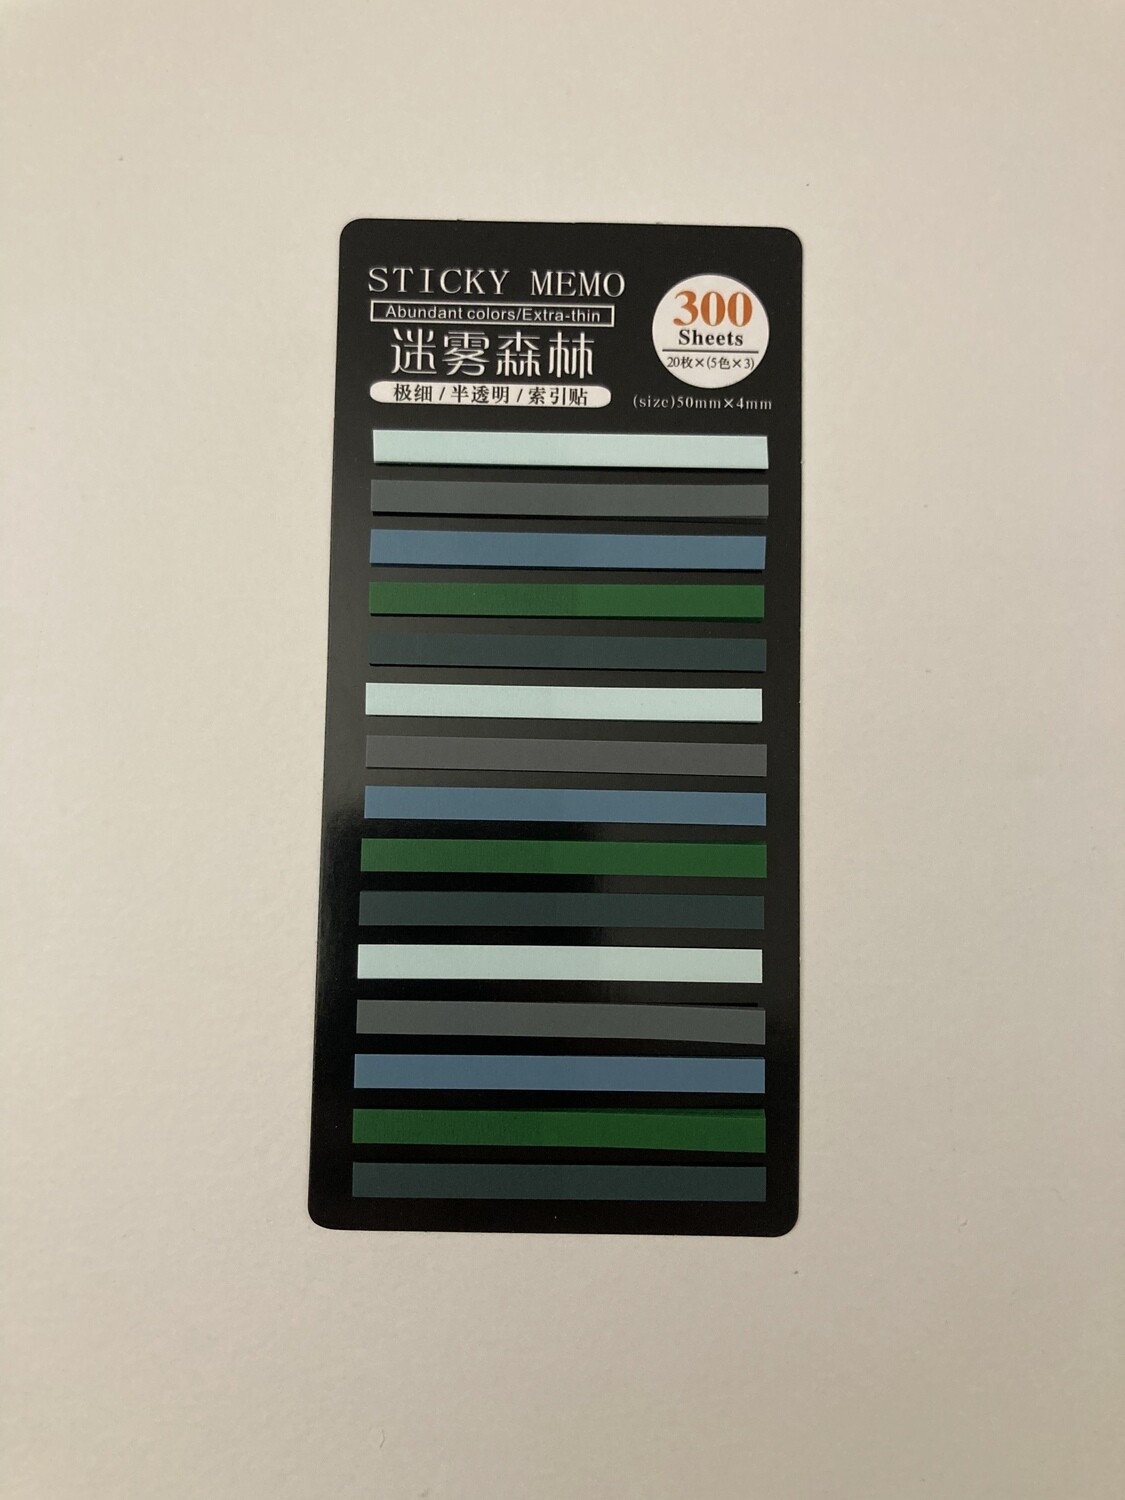 STICKY MEMO
Abundant colors/Extra-thin
迷雾森林
极细 / 半透明 / 索引贴
300
Sheets
20枚×(5色×3)
(size)50mm×4mm